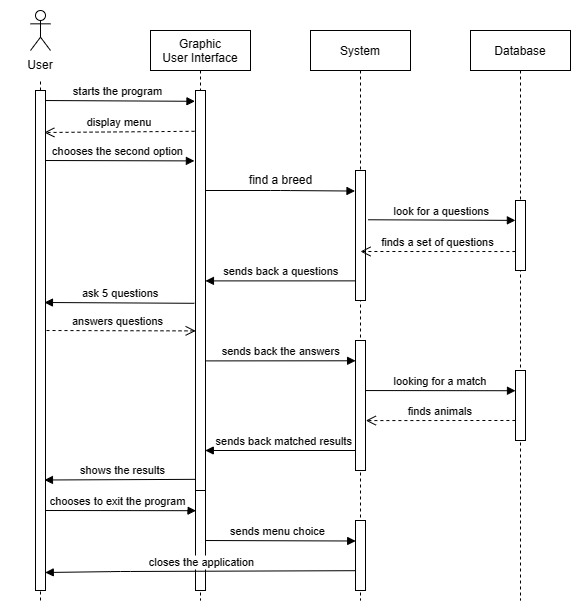 User
Graphic
User Interface
System
Database
starts the program
display menu
chooses the second option
find a breed
look for a questions
finds a set of questions
sends back a questions
ask 5 questions
answers questions
sends back the answers
looking for a match
finds animals
sends back matched results
shows the results
chooses to exit the program
sends menu choice
closes the application